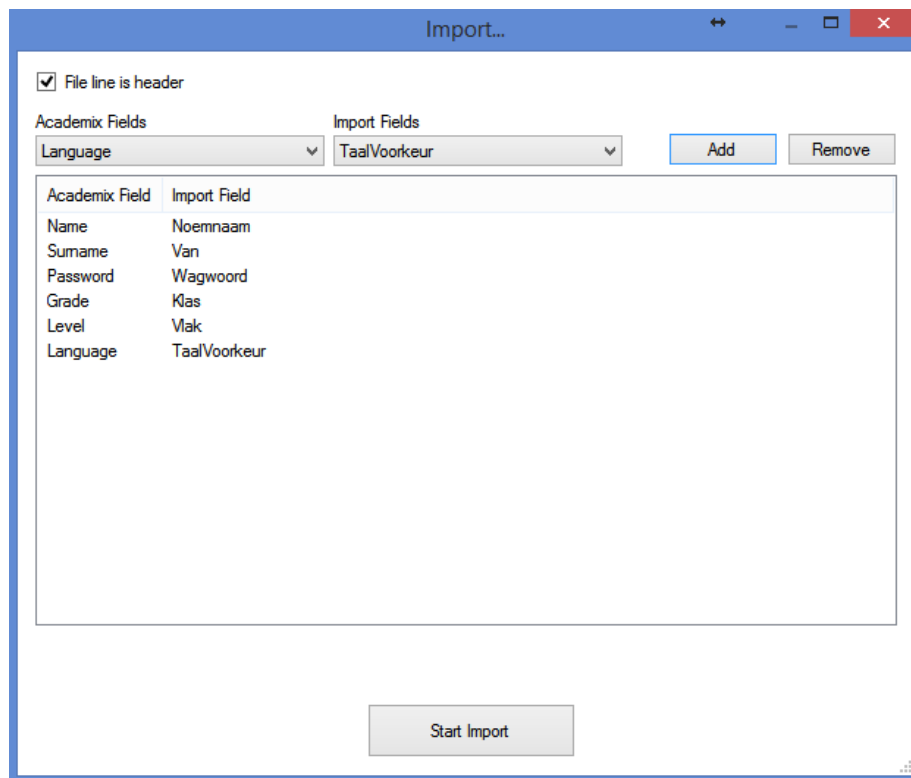 Import...
File line is header
Academix Fields Import Fields
Language TaalVoorkeur Add Remove
Academix Field Import Field
Name Noemnaam
Surname Van
Password Wagwoord
Grade Klas
Level Vlak
Language TaalVoorkeur
Start Import